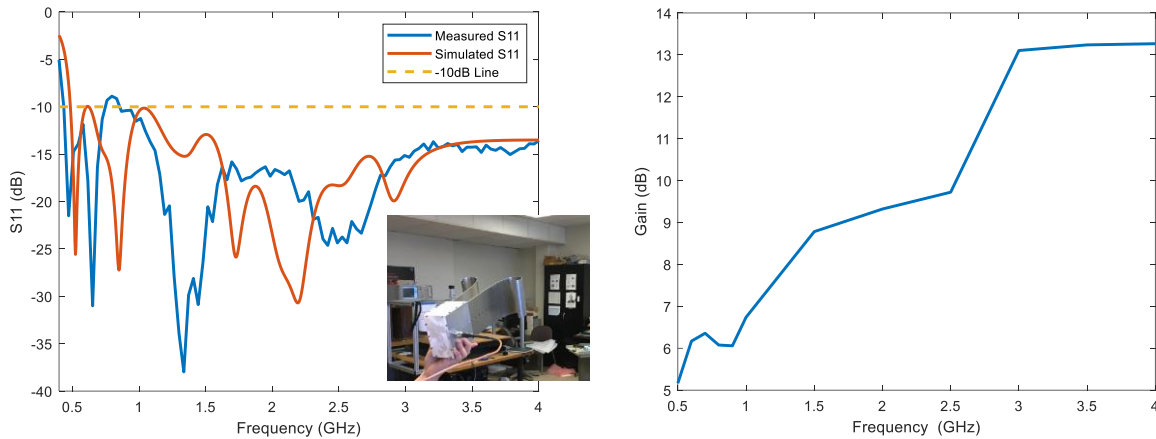 0
-5
-10
-15
-20
-25
-30
-35
-40
S11 (dB)
Measured S11
Simulated S11
-10dB Line
0.5 1 1.5 2 2.5 3 3.5 4
Frequency (GHz)
14
13
12
11
10
9
8
7
6
5
Gain (dB)
0.5 1 1.5 2 2.5 3 3.5 4
Frequency (GHz)